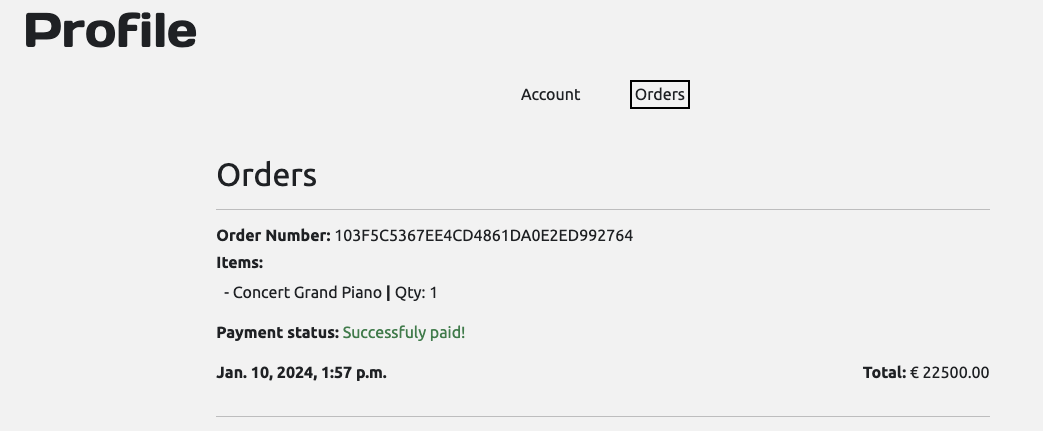 Profile
Account Orders
Orders
Order Number: 103F5C5367EE4CD4861DA0E2ED992764
Items:
- Concert Grand Piano | Qty: 1
Payment status: Successfuly paid!
Jan. 10, 2024, 1:57 p.m. Total: € 22500.00